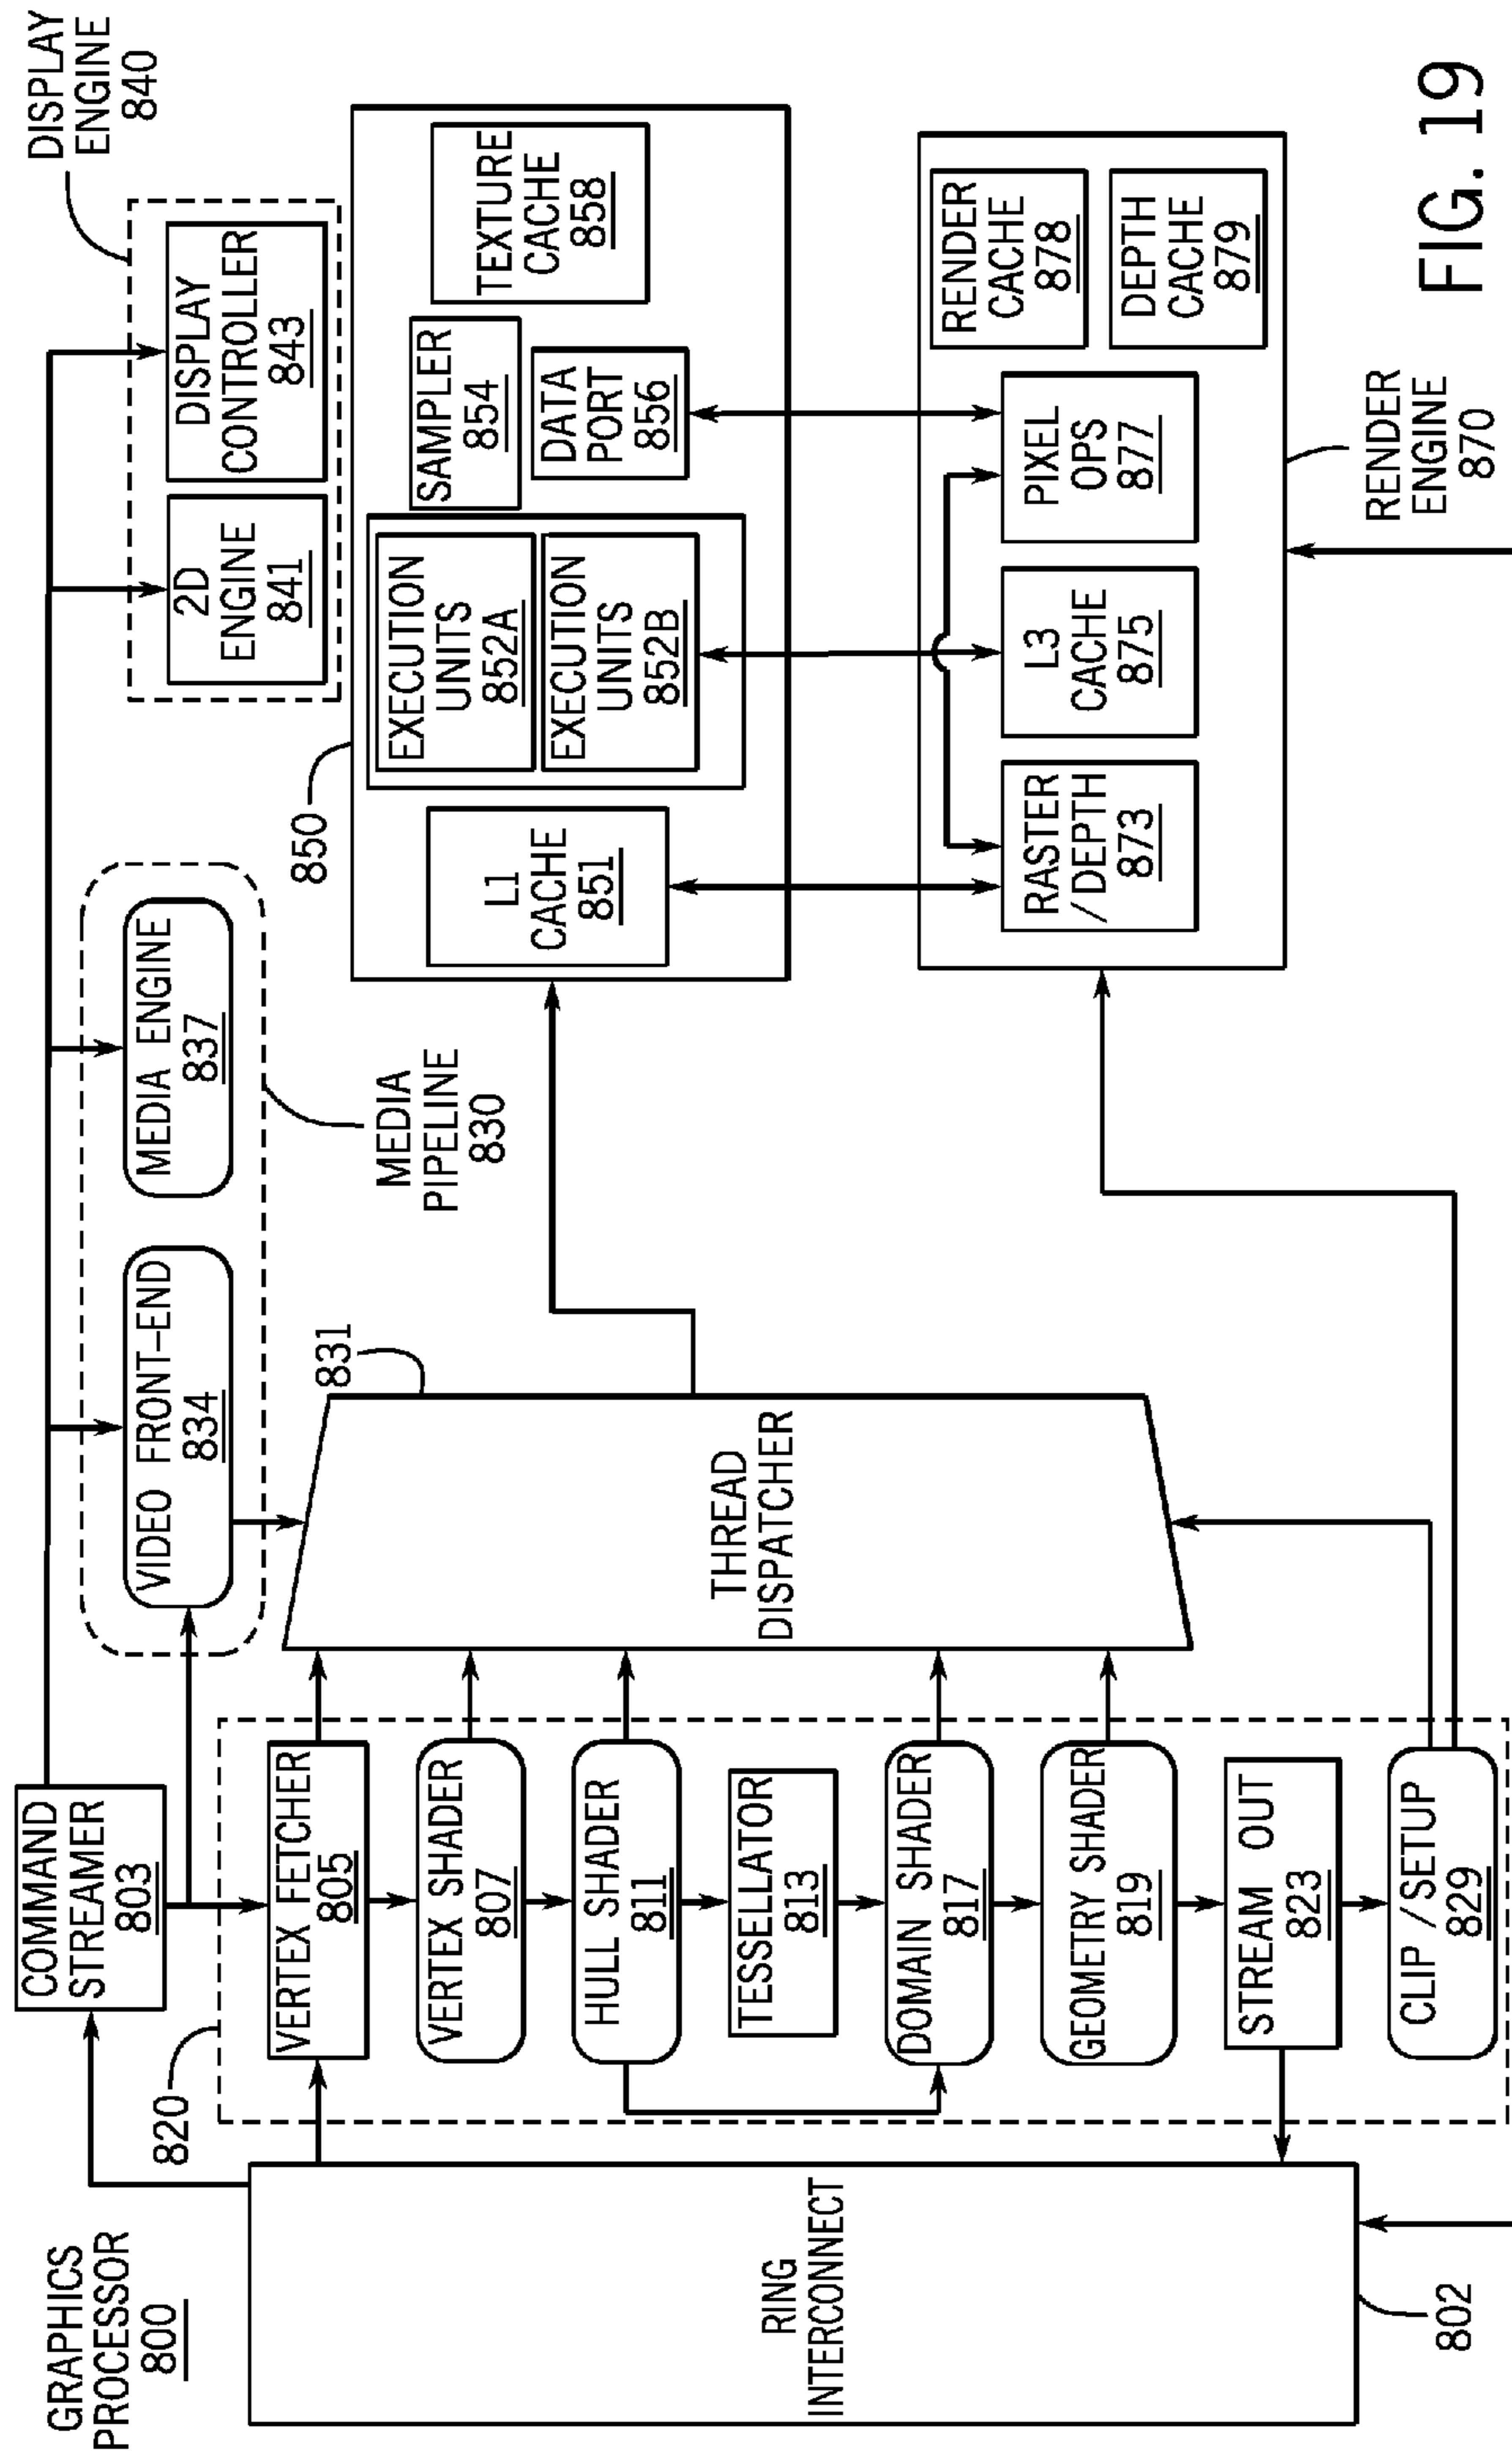 GRAPHICS
PROCESSOR
800
COMMAND
STREAMER
803
820
VERTEX FETCHER
805
VERTEX SHADER
807
HULL SHADER
811
TESSELLATOR
813
DOMAIN SHADER
817
GEOMETRY SHADER
819
STREAM OUT
823
CLIP /SETUP
829
RING
INTERCONNECT
802
VIDEO FRONT-END
834
MEDIA ENGINE
837
MEDIA
PIPELINE
830
831
THREAD
DISPATCHER
DISPLAY
ENGINE
840
2D
ENGINE
841
DISPLAY
CONTROLLER
843
850
L1
CACHE
851
EXECUTION
UNITS
852A
EXECUTION
UNITS
852B
SAMPLER
854
DATA
PORT
856
TEXTURE
CACHE
858
RASTER
/DEPTH
873
L3
CACHE
875
PIXEL
OPS
877
RENDER
CACHE
878
DEPTH
CACHE
879
RENDER
ENGINE
870
FIG. 19